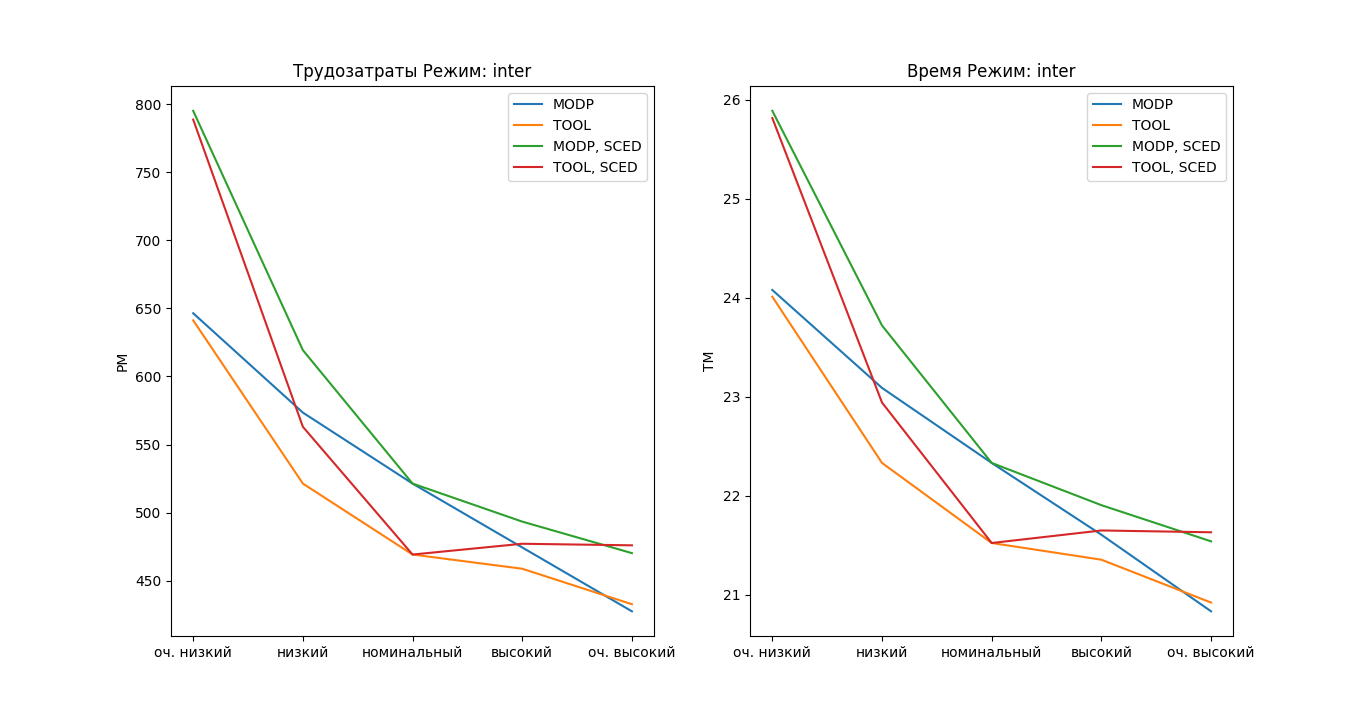 Трудозатраты Режим: inter
800
750
700
650
600
550
500
450
PM
оч. низкий
низкий
номинальный
высокий
оч. высокий
MODP
TOOL
MODP, SCED
TOOL, SCED
Время Режим: inter
26
25
24
23
22
21
TM
оч. низкий
низкий
номинальный
высокий
оч. высокий
MODP
TOOL
MODP, SCED
TOOL, SCED